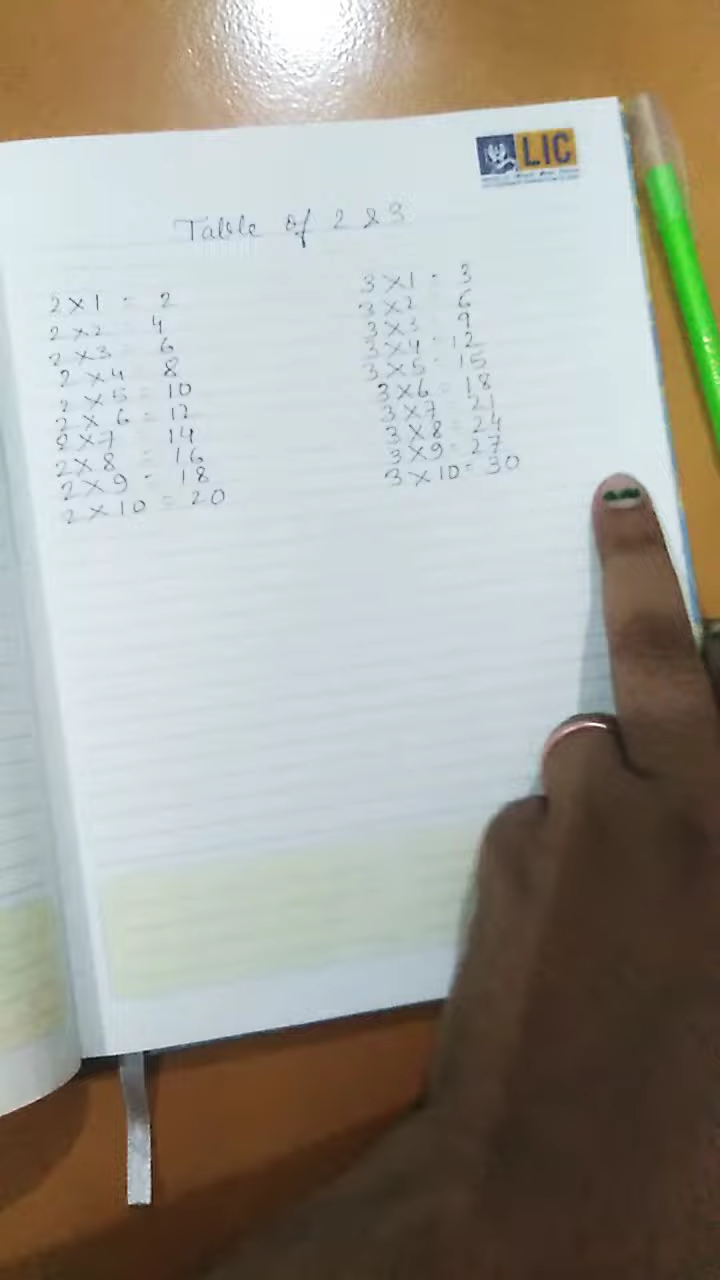 LIC
Table of 2 & 3
2 × 1 = 2
2 × 2 = 4
2 × 3 = 6
2 × 4 = 8
2 × 5 = 10
2 × 6 = 12
2 × 7 = 14
2 × 8 = 16
2 × 9 = 18
2 × 10 = 20
3 × 1 = 3
3 × 2 = 6
3 × 3 = 9
3 × 4 = 12
3 × 5 = 15
3 × 6 = 18
3 × 7 = 21
3 × 8 = 24
3 × 9 = 27
3 × 10 = 30